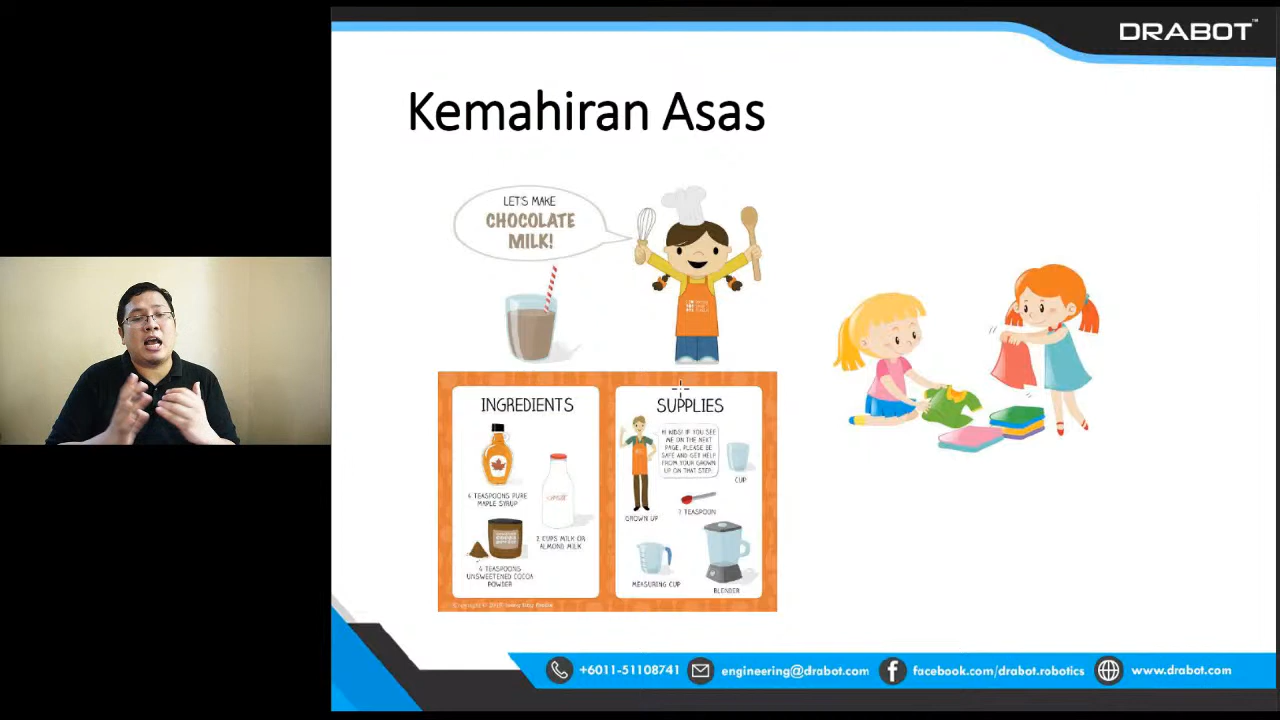 DRABOT™
Kemahiran Asas
LET'S MAKE
CHOCOLATE
MILK!
INGREDIENTS
4 TEASPOONS PURE
MAPLE SYRUP
2 CUPS MILK OR
ALMOND MILK
4 TEASPOONS
UNSWEETENED COCOA
POWDER
SUPPLIES
HI KIDS! IF YOU SEE
ME ON THE NEXT
PAGE, PLEASE BE
SAFE AND GET HELP
FROM YOUR GROWN
UP ON THAT STEP.
CUP
GROWN UP
1 TEASPOON
MEASURING CUP
BLENDER
+6011-51108741
engineering@drabot.com
facebook.com/drabot.robotics
www.drabot.com